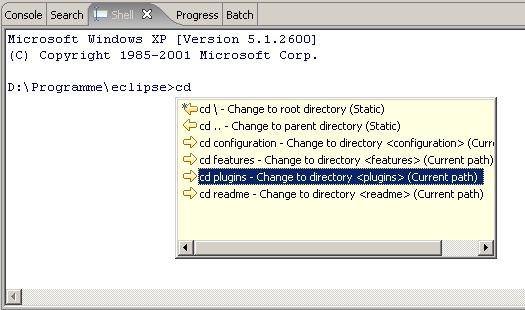 Console Search Shell Progress Batch
Microsoft Windows XP [Version 5.1.2600]
(C) Copyright 1985-2001 Microsoft Corp.
D:\Programme\eclipse>cd
cd \ - Change to root directory (Static)
cd .. - Change to parent directory (Static)
cd configuration - Change to directory <configuration> (Curre
cd features - Change to directory <features> (Current path)
cd plugins - Change to directory <plugins> (Current path)
cd readme - Change to directory <readme> (Current path)